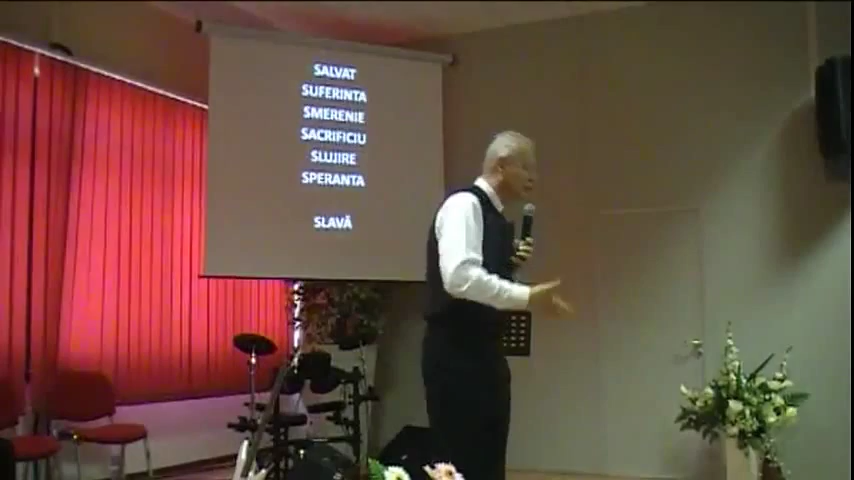 SALVAT
SUFERINTA
SMERENIE
SACRIFICIU
SLUJIRE
SPERANTA
SLAVĂ